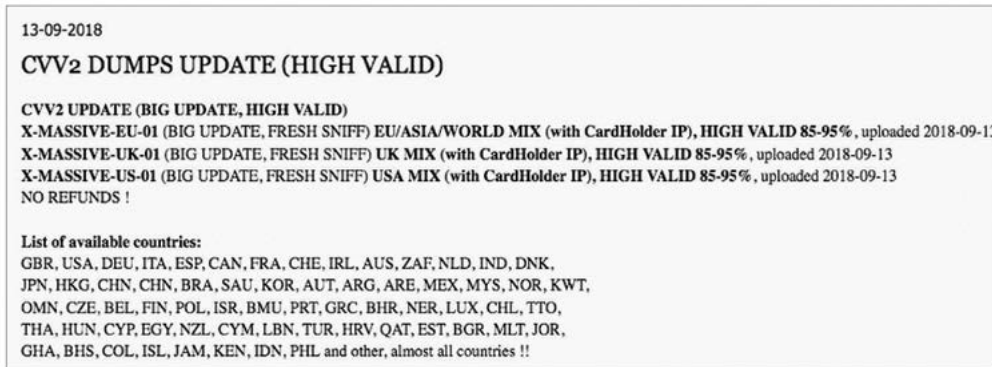 13-09-2018
CVV2 DUMPS UPDATE (HIGH VALID)
CVV2 UPDATE (BIG UPDATE, HIGH VALID)
X-MASSIVE-EU-01 (BIG UPDATE, FRESH SNIFF) EU/ASIA/WORLD MIX (with CardHolder IP), HIGH VALID 85-95%, uploaded 2018-09-13
X-MASSIVE-UK-01 (BIG UPDATE, FRESH SNIFF) UK MIX (with CardHolder IP), HIGH VALID 85-95%, uploaded 2018-09-13
X-MASSIVE-US-01 (BIG UPDATE, FRESH SNIFF) USA MIX (with CardHolder IP), HIGH VALID 85-95%, uploaded 2018-09-13
NO REFUNDS !
List of available countries:
GBR, USA, DEU, ITA, ESP, CAN, FRA, CHE, IRL, AUS, ZAF, NLD, IND, DNK,
JPN, HKG, CHN, CHN, BRA, SAU, KOR, AUT, ARG, ARE, MEX, MYS, NOR, KWT,
OMN, CZE, BEL, FIN, POL, ISR, BMU, PRT, GRC, BHR, NER, LUX, CHL, TTO,
THA, HUN, CYP, EGY, NZL, CYM, LBN, TUR, HRV, QAT, EST, BGR, MLT, JOR,
GHA, BHS, COL, ISL, JAM, KEN, IDN, PHL and other, almost all countries !!